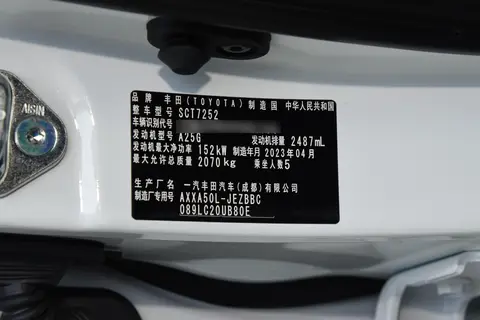 AISIN
品牌 丰田(TOYOTA) 制造国 中华人民共和国
整车型号 SCT7252
车辆识别代号
发动机型号 A25G 发动机排量 2487mL
发动机最大净功率 152kW 制造年月 2023年04月
最大允许总质量 2070kg 乘坐人数5
生产厂名 一汽丰田汽车(成都)有限公司
制造厂专用号 AXXA50L-JEZBBC
089LC20UB80E